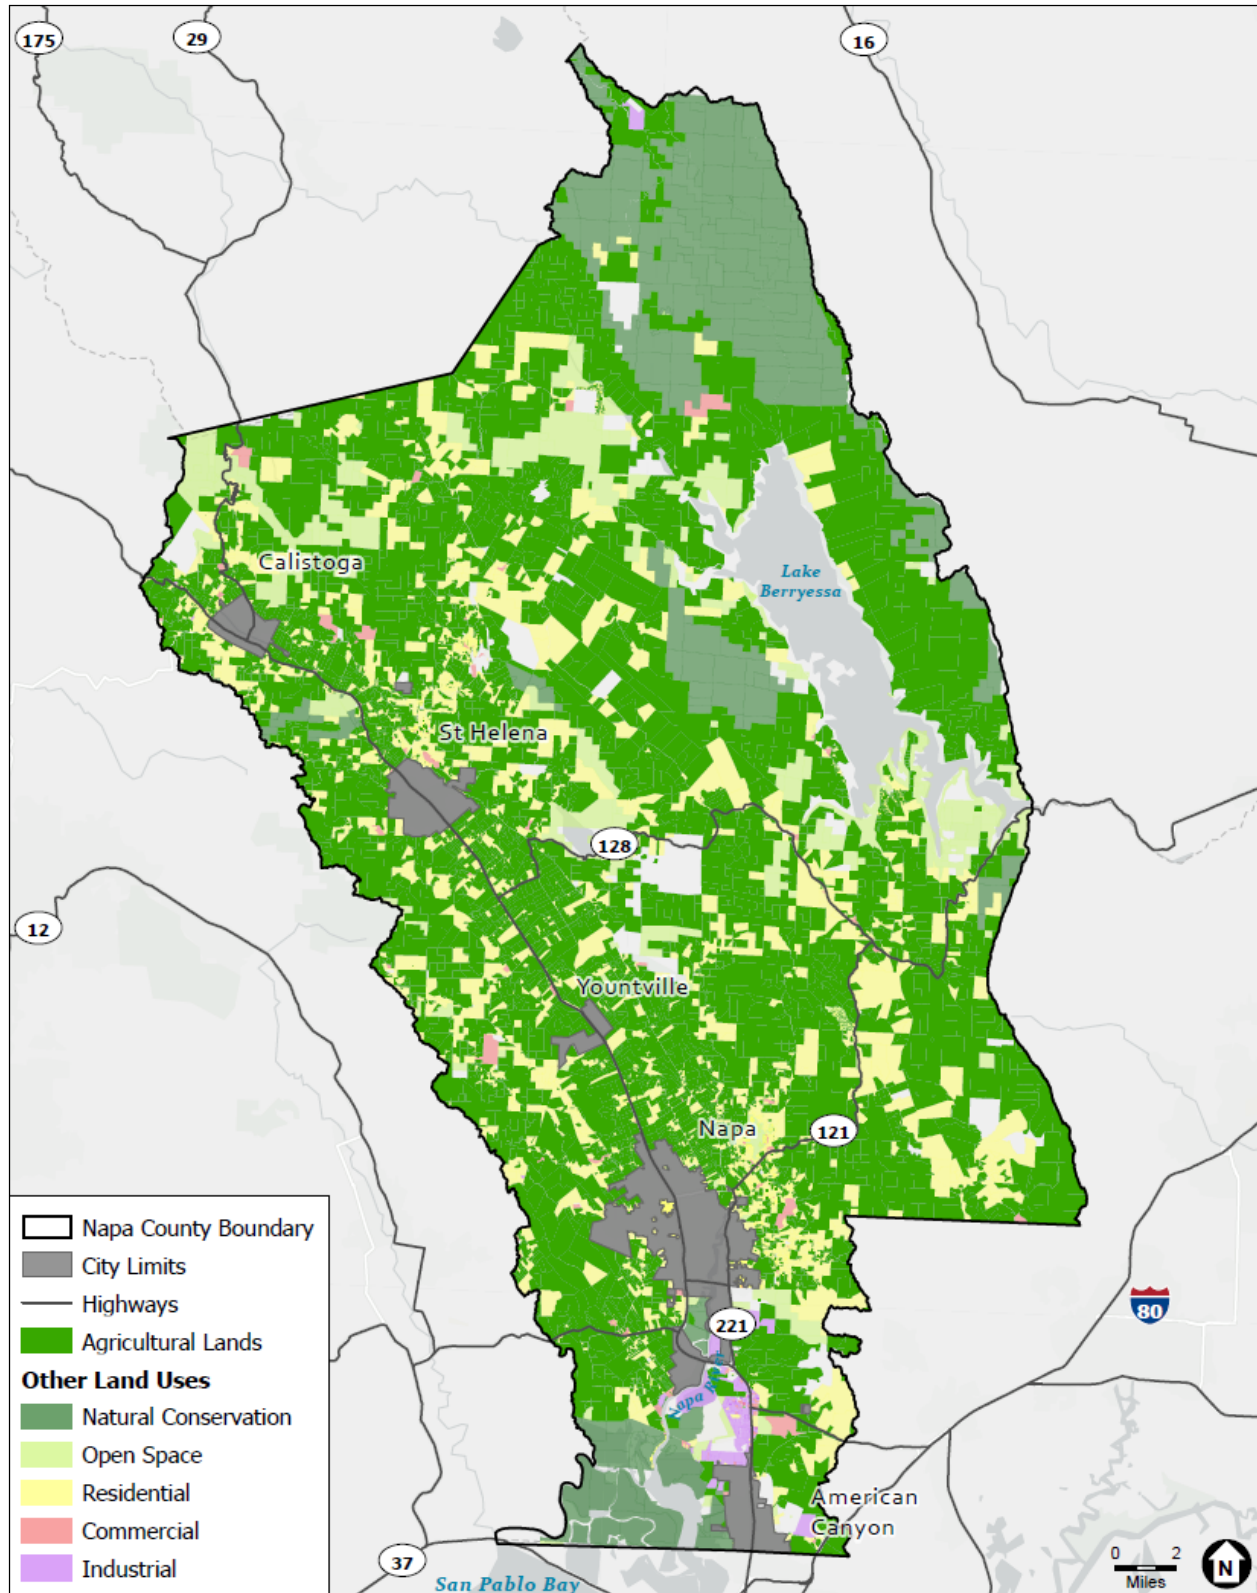 175
29
16
Lake
Berryessa
Calistoga
St Helena
128
12
Yountville
Napa
121
Napa County Boundary
City Limits
Highways
Agricultural Lands
Other Land Uses
Natural Conservation
Open Space
Residential
Commercial
Industrial
80
221
Napa River
American
Canyon
37
San Pablo Bay
0 2
Miles
N